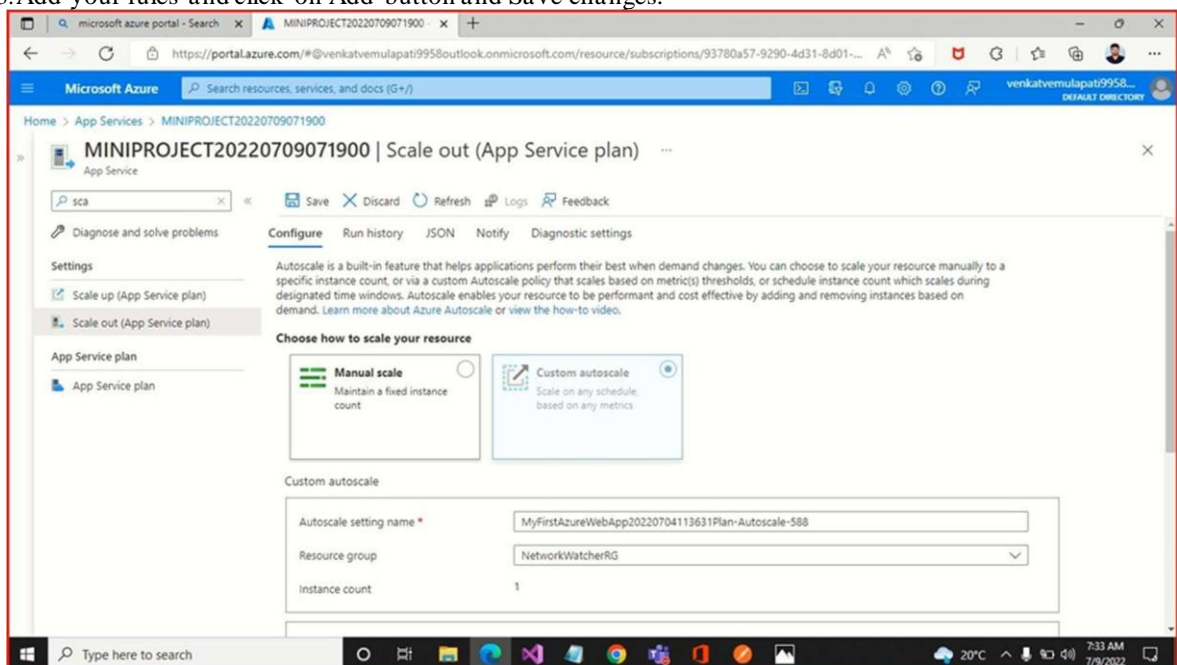 .Add your rules and click on Add button and Save changes.
microsoft azure portal - Search
MINIPROJECT20220709071900 -
https://portal.azure.com/#@venkatvemulapati9958outlook.onmicrosoft.com/resource/subscriptions/93780a57-9290-4d31-8d01-...
Microsoft Azure
Search resources, services, and docs (G+/)
venkatvemulapati9958...
DEFAULT DIRECTORY
Home > App Services > MINIPROJECT20220709071900
MINIPROJECT20220709071900 | Scale out (App Service plan) ...
App Service
sca
Save Discard Refresh Logs Feedback
Diagnose and solve problems
Settings
Scale up (App Service plan)
Scale out (App Service plan)
App Service plan
App Service plan
Configure Run history JSON Notify Diagnostic settings
Autoscale is a built-in feature that helps applications perform their best when demand changes. You can choose to scale your resource manually to a
specific instance count, or via a custom Autoscale policy that scales based on metric(s) thresholds, or schedule instance count which scales during
designated time windows. Autoscale enables your resource to be performant and cost effective by adding and removing instances based on
demand. Learn more about Azure Autoscale or view the how-to video.
Choose how to scale your resource
Manual scale
Maintain a fixed instance
count
Custom autoscale
Scale on any schedule,
based on any metrics
Custom autoscale
Autoscale setting name *
MyFirstAzureWebApp20220704113631Plan-Autoscale-588
Resource group
NetworkWatcherRG
Instance count
1
Type here to search
20°C
7:33 AM
7/9/2022